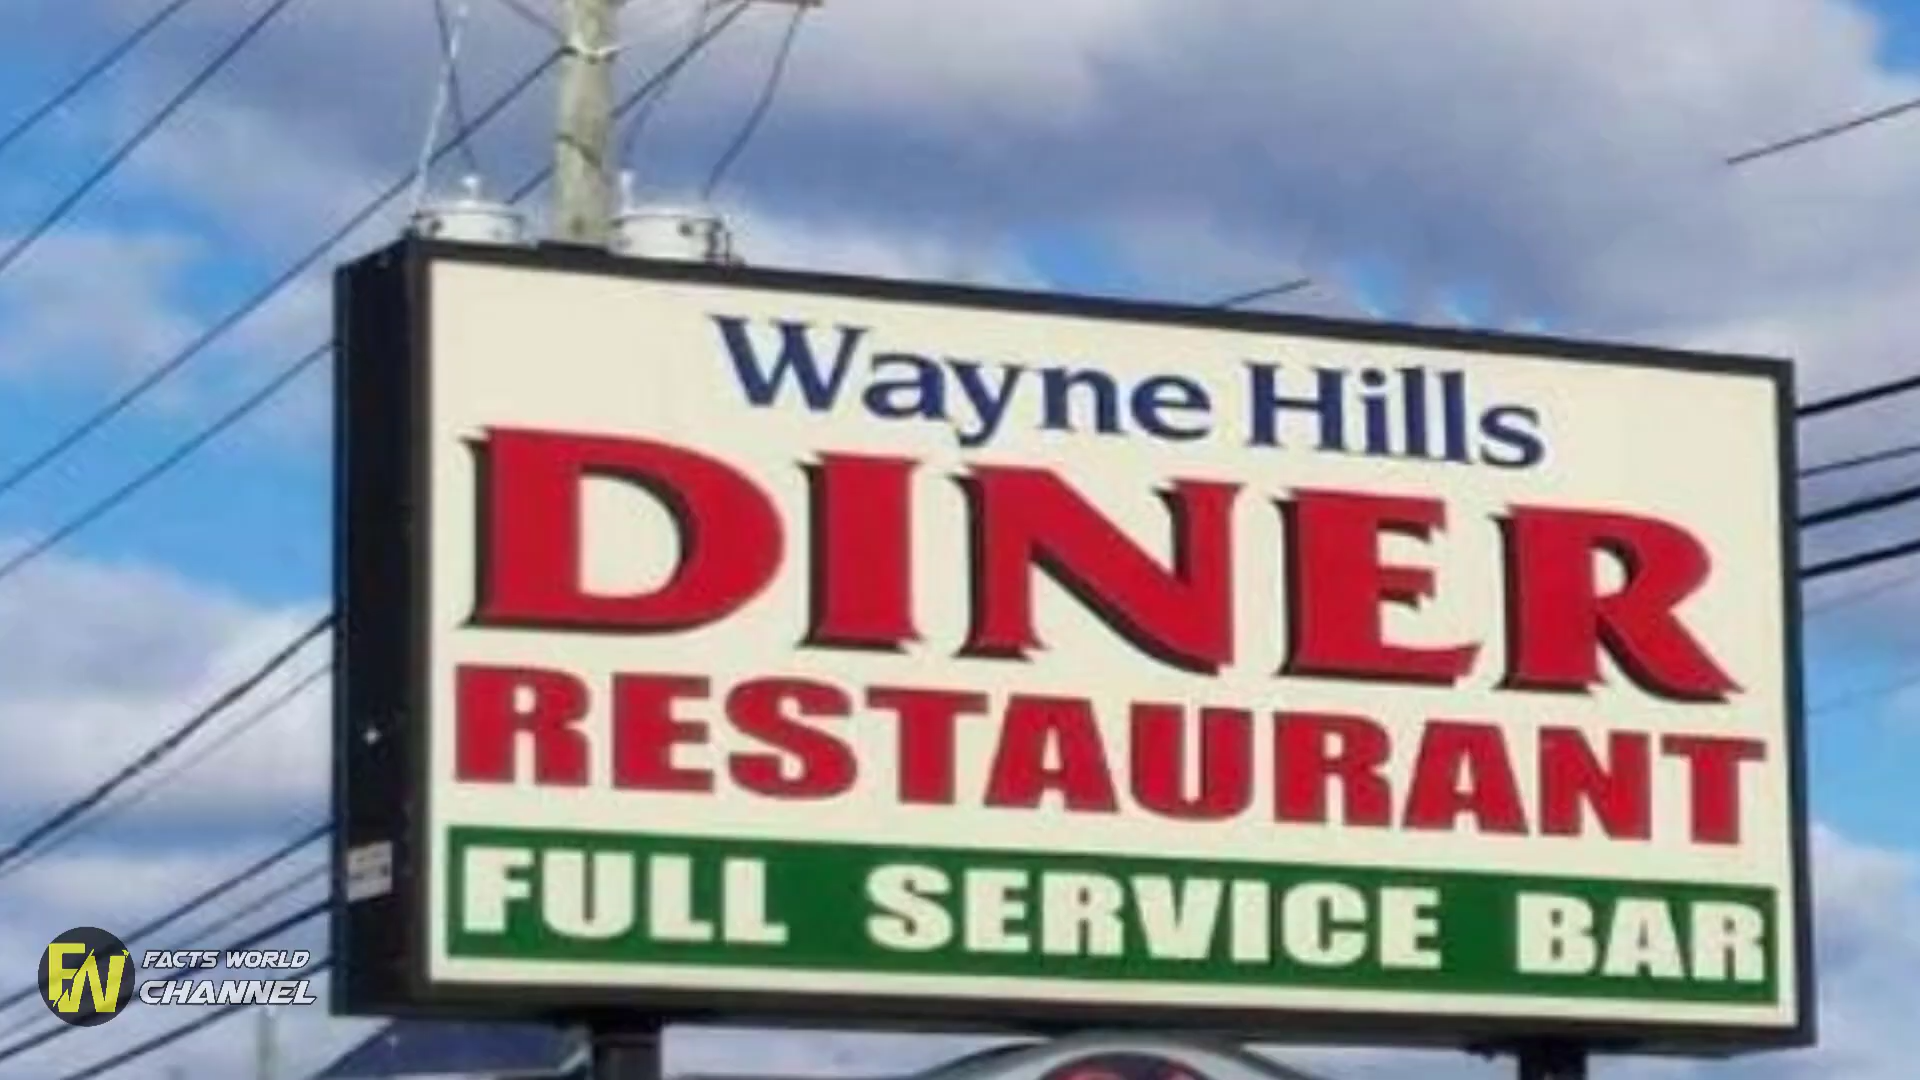 Wayne Hills
DINER
RESTAURANT
FULL SERVICE BAR
FW FACTS WORLD
CHANNEL